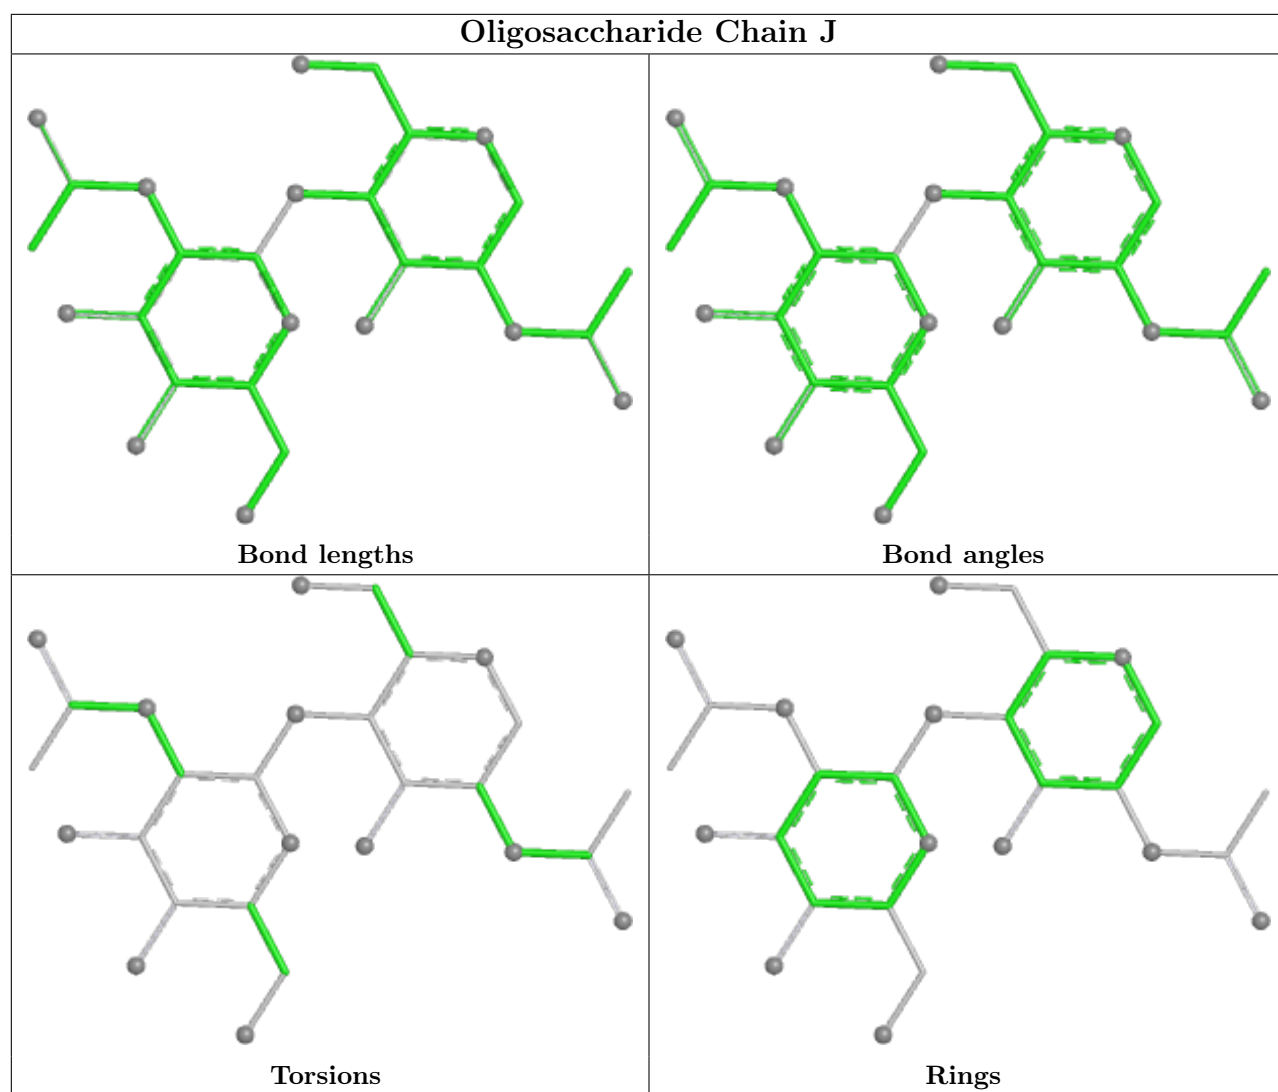 Oligosaccharide Chain J
Bond lengths
Bond angles
Torsions
Rings